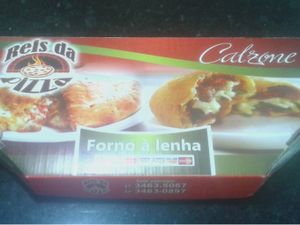 Reis da
PIZZA
Calzone
Forno à lenha
3463.5067
3463-0897